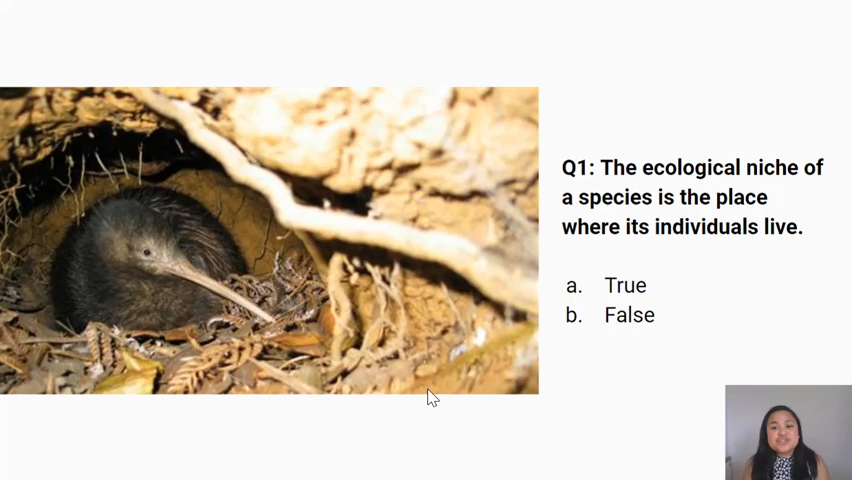 Q1: The ecological niche of
a species is the place
where its individuals live.
a. True
b. False